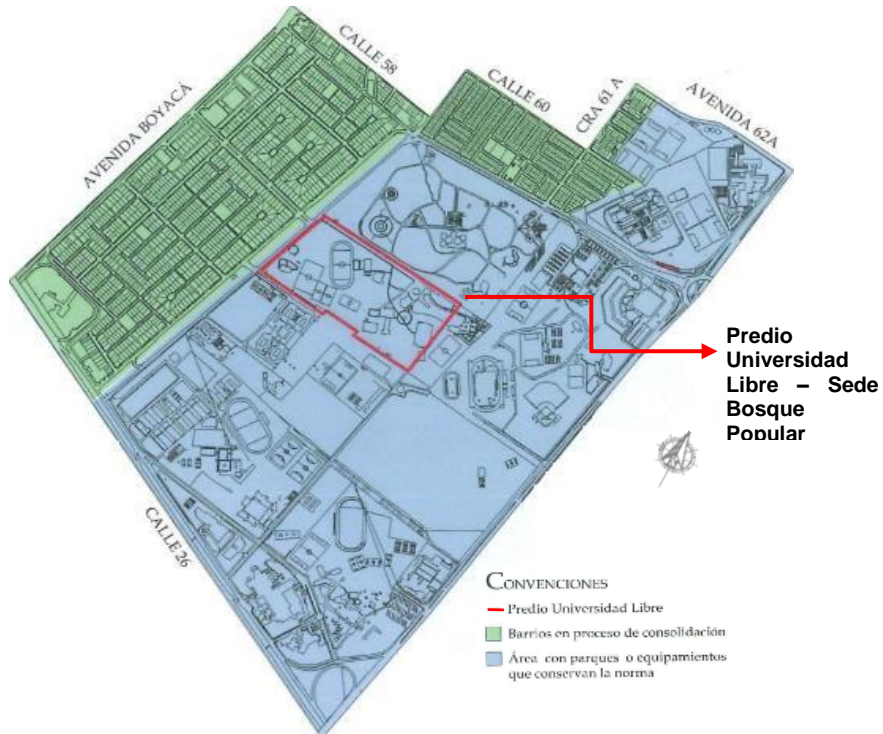 CALLE 58
AVENIDA BOYACÁ
CALLE 60
CRA 61 A
AVENIDA 62A
Predio
Universidad
Libre – Sede
Bosque
Popular
CALLE 26
CONVENCIONES
Predio Universidad Libre
Barrios en proceso de consolidación
Área con parques o equipamientos
que conservan la norma